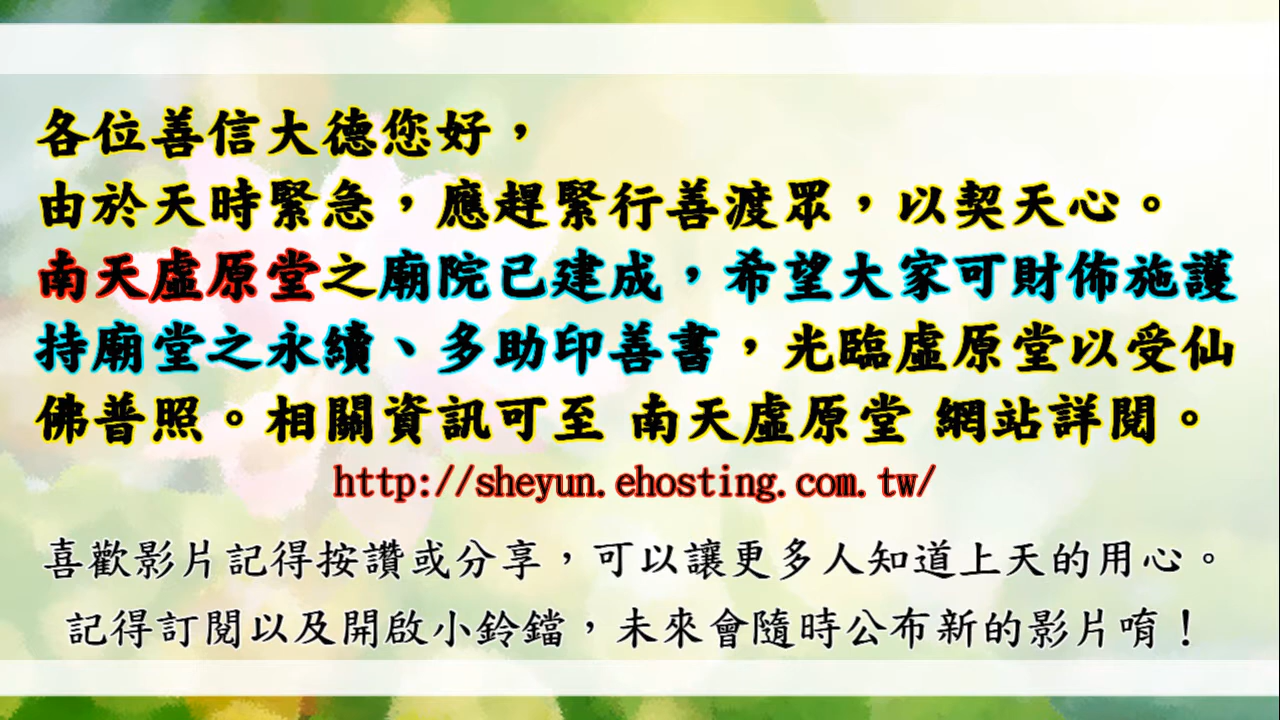 各位善信大德您好，
由於天時緊急，應趕緊行善渡眾，以契天心。
南天虛原堂之廟院已建成，希望大家可財佈施護
持廟堂之永續、多助印善書，光臨虛原堂以受仙
佛普照。相關資訊可至 南天虛原堂 網站詳閱。
http://sheyun.ehosting.com.tw/
喜歡影片記得按讚或分享，可以讓更多人知道上天的用心。
記得訂閱以及開啟小鈴鐺，未來會隨時公布新的影片唷！